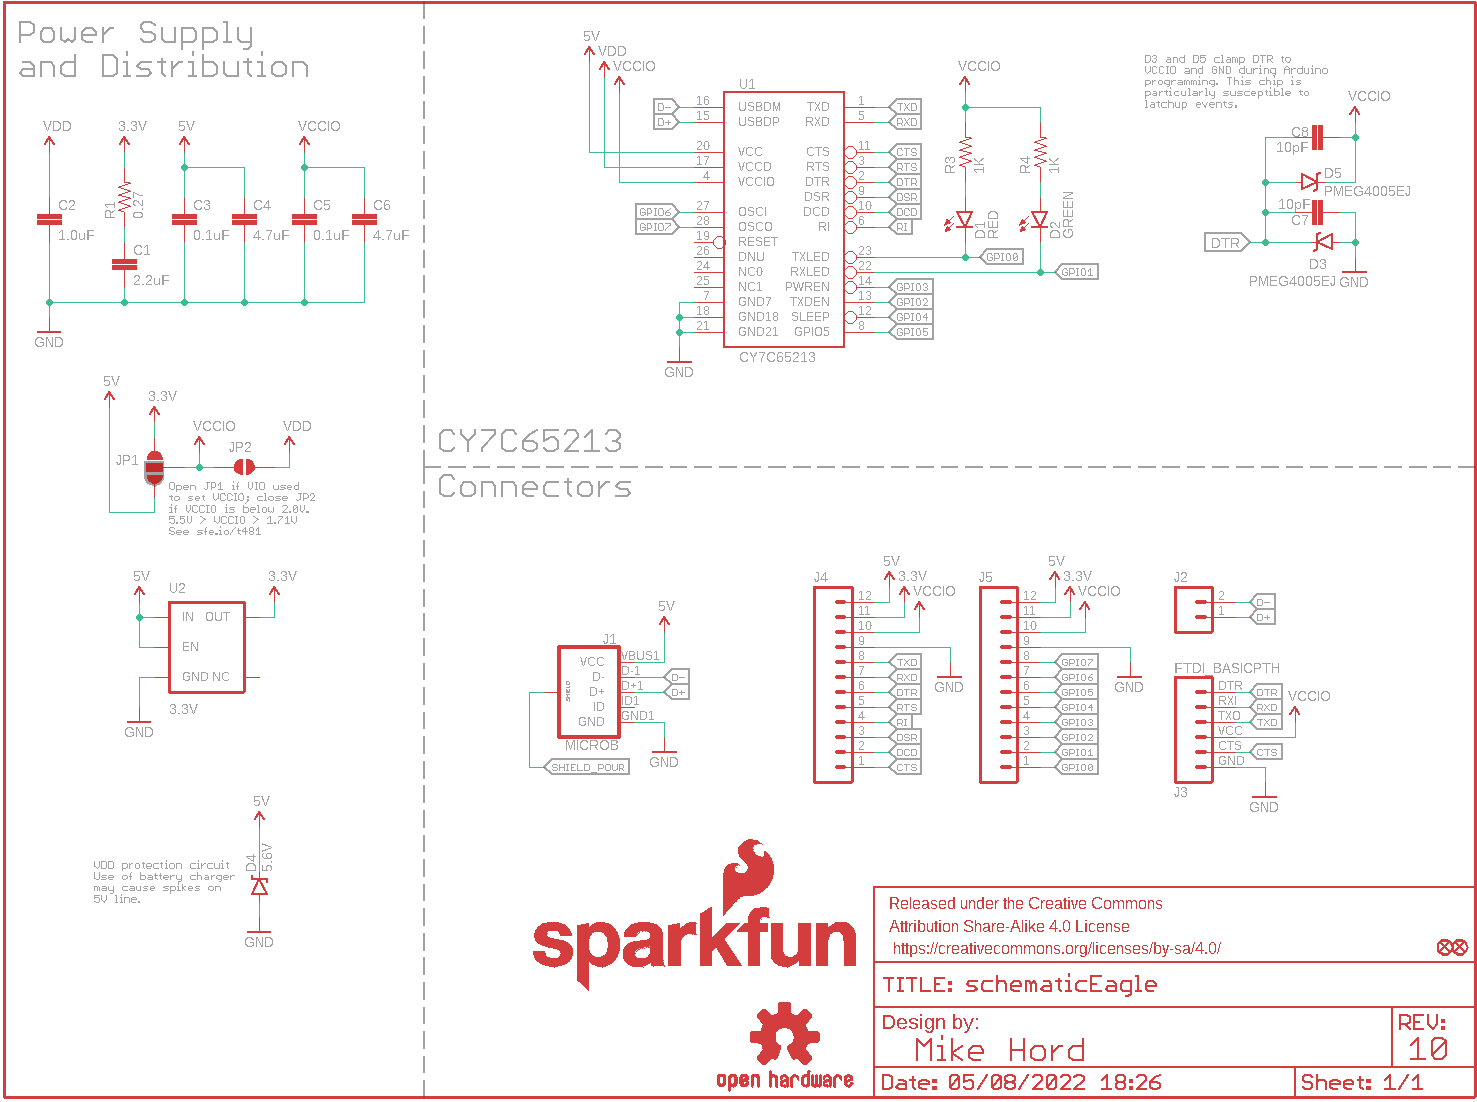 Power Supply
and Distribution
VDD
3.3V
5V
VCCIO
C2
1.0uF
R1
0.27
C1
2.2uF
C3
0.1uF
C4
4.7uF
C5
0.1uF
C6
4.7uF
GND
5V
3.3V
VCCIO
VDD
JP1
JP2
Open JP1 if VIO used
to set VCCIO; close JP2
if VCCIO is below 2.0V.
5.5V > VCCIO > 1.71V
See sfe.io/t481
5V
U2
3.3V
IN OUT
EN
GND NC
3.3V
GND
5V
D4
5.6V
VDD protection circuit
Use of battery charger
may cause spikes on
5V line.
GND
5V
VDD
VCCIO
U1
D- 16 USBDM TXD 1 TXD
D+ 15 USBDP RXD 5 RXD
20 VCC CTS 11 CTS
17 VCCD RTS 3 RTS
4 VCCIO DTR 2 DTR
DSR 9 DSR
GPIO6 27 OSCI DCD 10 DCD
GPIO7 28 OSCO RI 6 RI
19 RESET
26 DNU TXLED 23 GPIO0
24 NC0 RXLED 22 GPIO1
25 NC1 PWREN 14 GPIO3
7 GND7 TXDEN 13 GPIO2
18 GND18 SLEEP 12 GPIO4
21 GND21 GPIO5 8 GPIO5
CY7C65213
GND
VCCIO
R3
1K
R4
1K
D1
RED
D2
GREEN
D3 and D5 clamp DTR to
VCCIO and GND during Arduino
programming. This chip is
particularly susceptible to
latchup events.
VCCIO
C8
10pF
D5
PMEG4005EJ
10pF
C7
DTR
D3
PMEG4005EJ
GND
CY7C65213
Connectors
5V
J1
VCC VBUS1
D- D-1 D-
D+ D+1 D+
ID ID1
GND GND1
SHIELD
MICROB
SHIELD_POUR
GND
J4
5V
3.3V
VCCIO
12
11
10
9
8 TXD
7 RXD
6 DTR
5 RTS
4 RI
3 DSR
2 DCD
1 CTS
GND
J5
5V
3.3V
VCCIO
12
11
10
9
8 GPIO7
7 GPIO6
6 GPIO5
5 GPIO4
4 GPIO3
3 GPIO2
2 GPIO1
1 GPIO0
GND
J2
2 D-
1 D+
FTDI_BASICPTH
DTR DTR
RXI RXD
TXO TXD
VCC VCCIO
CTS CTS
GND
J3
GND
sparkfun
open hardware
Released under the Creative Commons
Attribution Share-Alike 4.0 License
https://creativecommons.org/licenses/by-sa/4.0/
TITLE: schematicEagle
Design by:
Mike Hord
REV:
10
Date: 05/08/2022 18:26
Sheet: 1/1